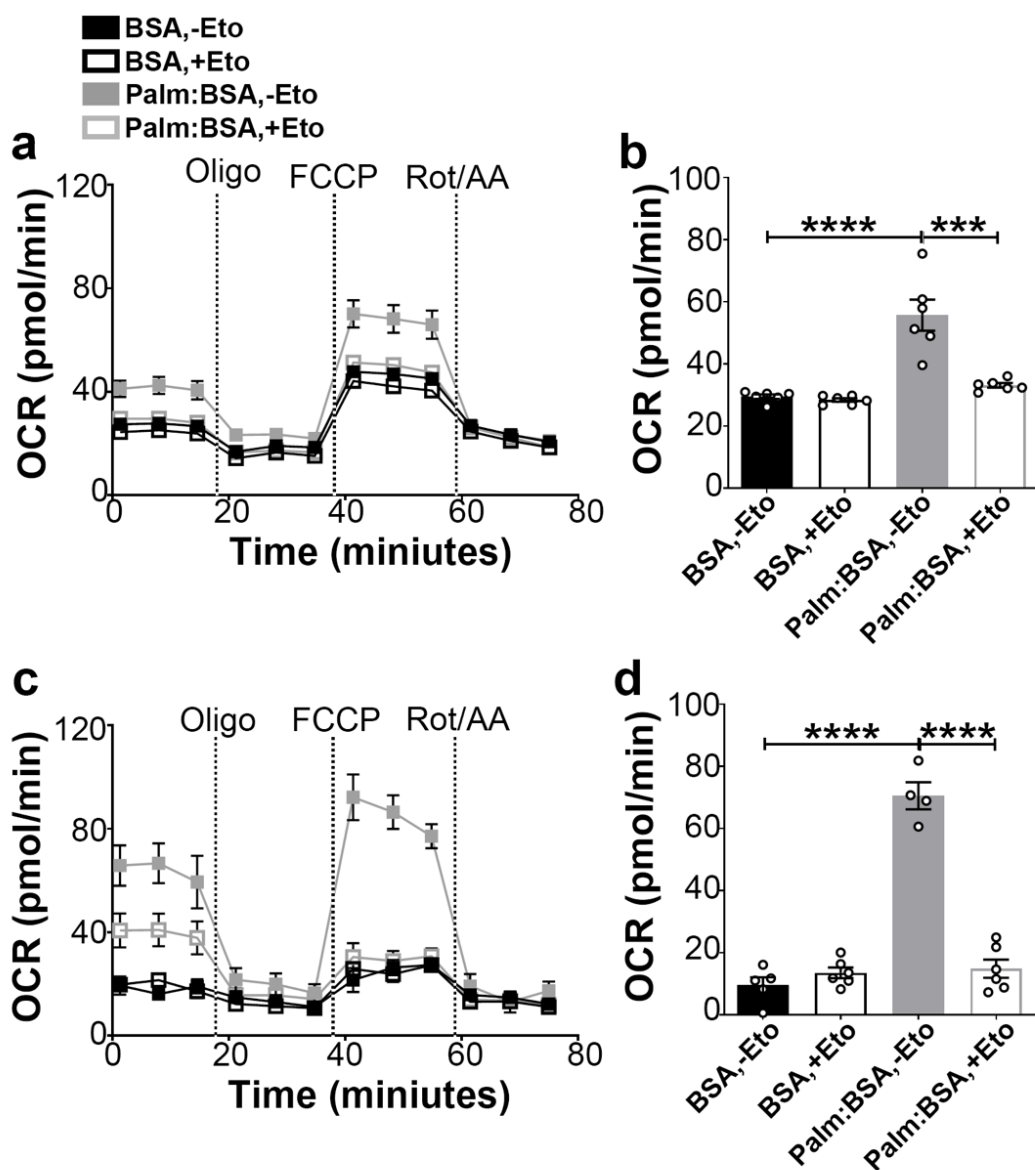 BSA,-Eto
BSA,+Eto
Palm:BSA,-Eto
Palm:BSA,+Eto
a
Oligo FCCP Rot/AA
120
80
40
0
OCR (pmol/min)
0 20 40 60 80
Time (miniutes)
b
100
80
60
40
20
0
OCR (pmol/min)
**** ***
BSA,-Eto
BSA,+Eto
Palm:BSA,-Eto
Palm:BSA,+Eto
c
Oligo FCCP Rot/AA
120
80
40
0
OCR (pmol/min)
0 20 40 60 80
Time (miniutes)
d
100
80
60
40
20
0
OCR (pmol/min)
**** ****
BSA,-Eto
BSA,+Eto
Palm:BSA,-Eto
Palm:BSA,+Eto